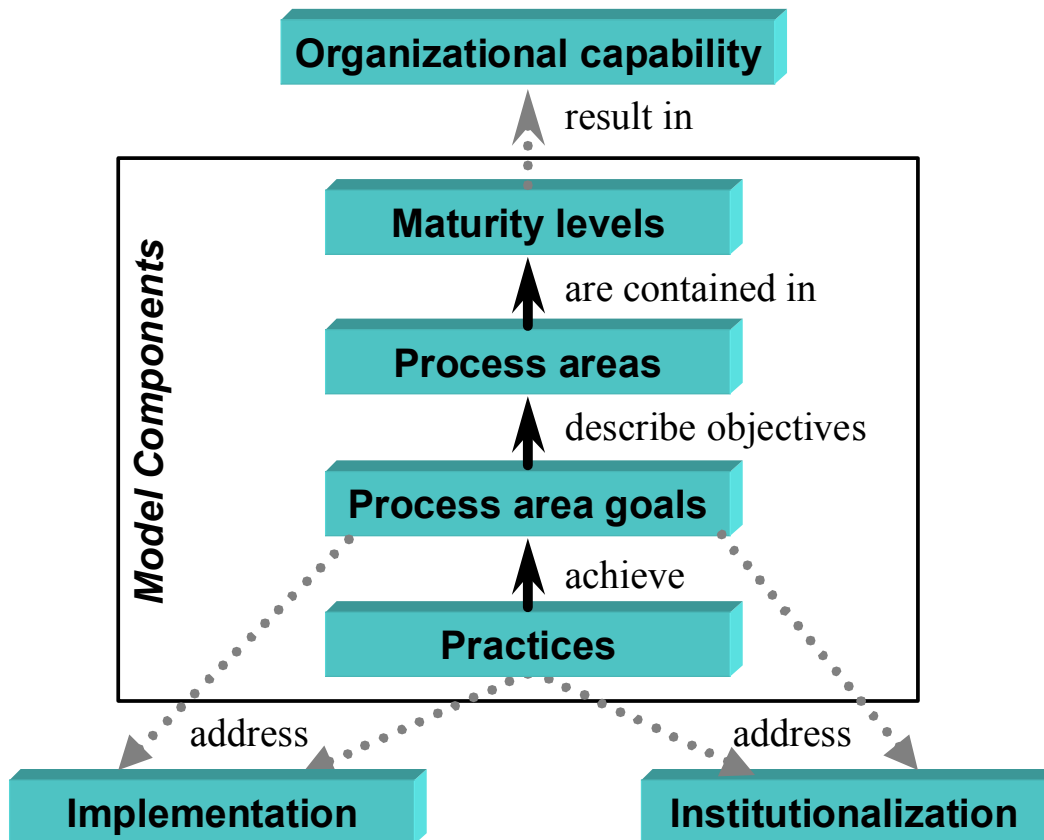 Organizational capability
result in
Model Components
Maturity levels
are contained in
Process areas
describe objectives
Process area goals
achieve
Practices
address
address
Implementation
Institutionalization